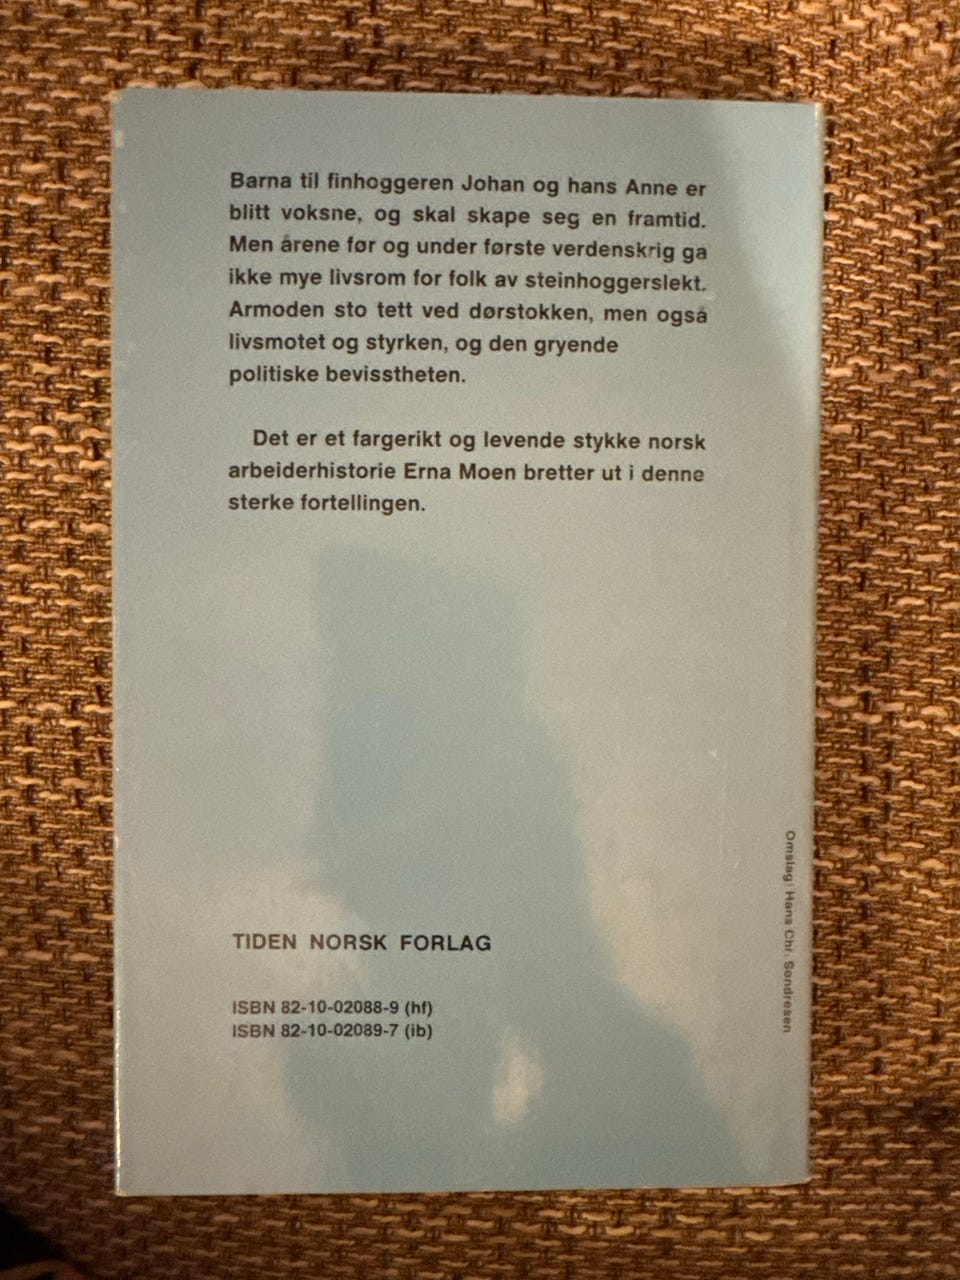 Barna til finhoggeren Johan og hans Anne er
blitt voksne, og skal skape seg en framtid.
Men årene før og under første verdenskrig ga
ikke mye livsrom for folk av steinhoggerslekt.
Armoden sto tett ved dørstokken, men også
livsmotet og styrken, og den gryende
politiske bevisstheten.
Det er et fargerikt og levende stykke norsk
arbeiderhistorie Erna Moen bretter ut i denne
sterke fortellingen.
TIDEN NORSK FORLAG
ISBN 82-10-02088-9 (hf)
ISBN 82-10-02089-7 (ib)
Omslag: Hans Chr. Søndresen